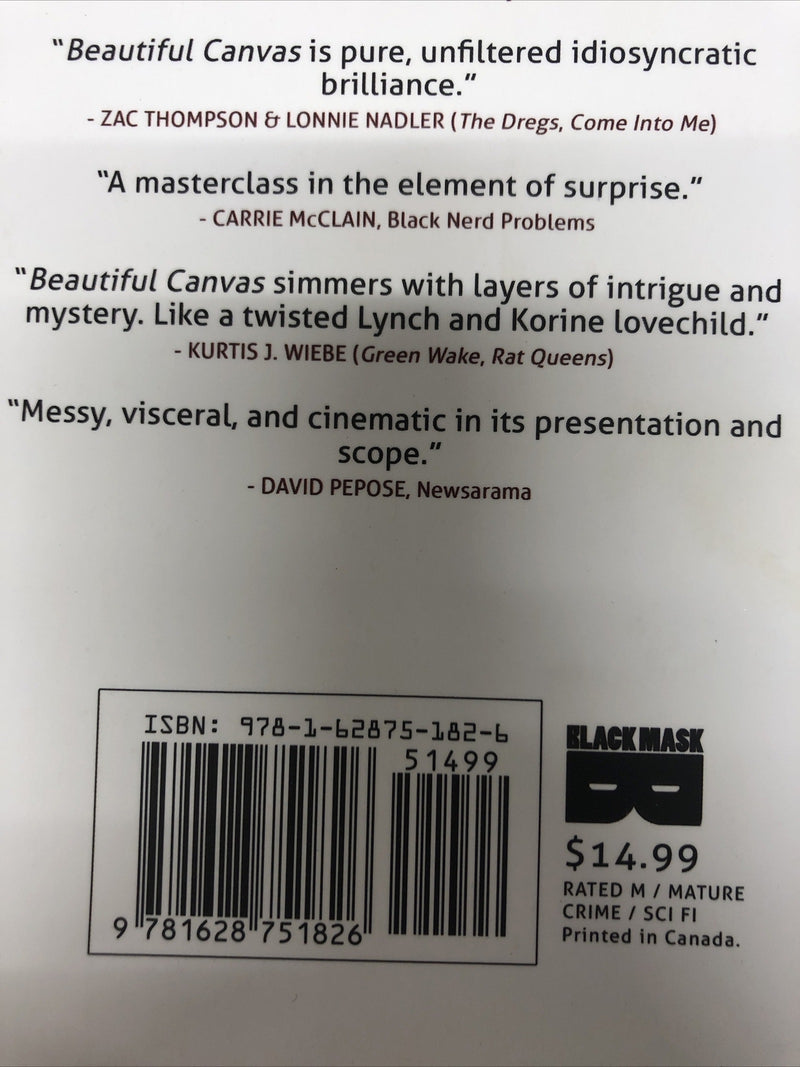 "Beautiful Canvas is pure, unfiltered idiosyncratic
brilliance."
- ZAC THOMPSON & LONNIE NADLER (The Dregs, Come Into Me)
"A masterclass in the element of surprise."
- CARRIE McCLAIN, Black Nerd Problems
"Beautiful Canvas simmers with layers of intrigue and
mystery. Like a twisted Lynch and Korine lovechild."
- KURTIS J. WIEBE (Green Wake, Rat Queens)
"Messy, visceral, and cinematic in its presentation and
scope."
- DAVID PEPOSE, Newsarama
ISBN: 978-1-62875-182-6
51499
9 781628 751826
BLACK MASK
$14.99
RATED M / MATURE
CRIME / SCI FI
Printed in Canada.